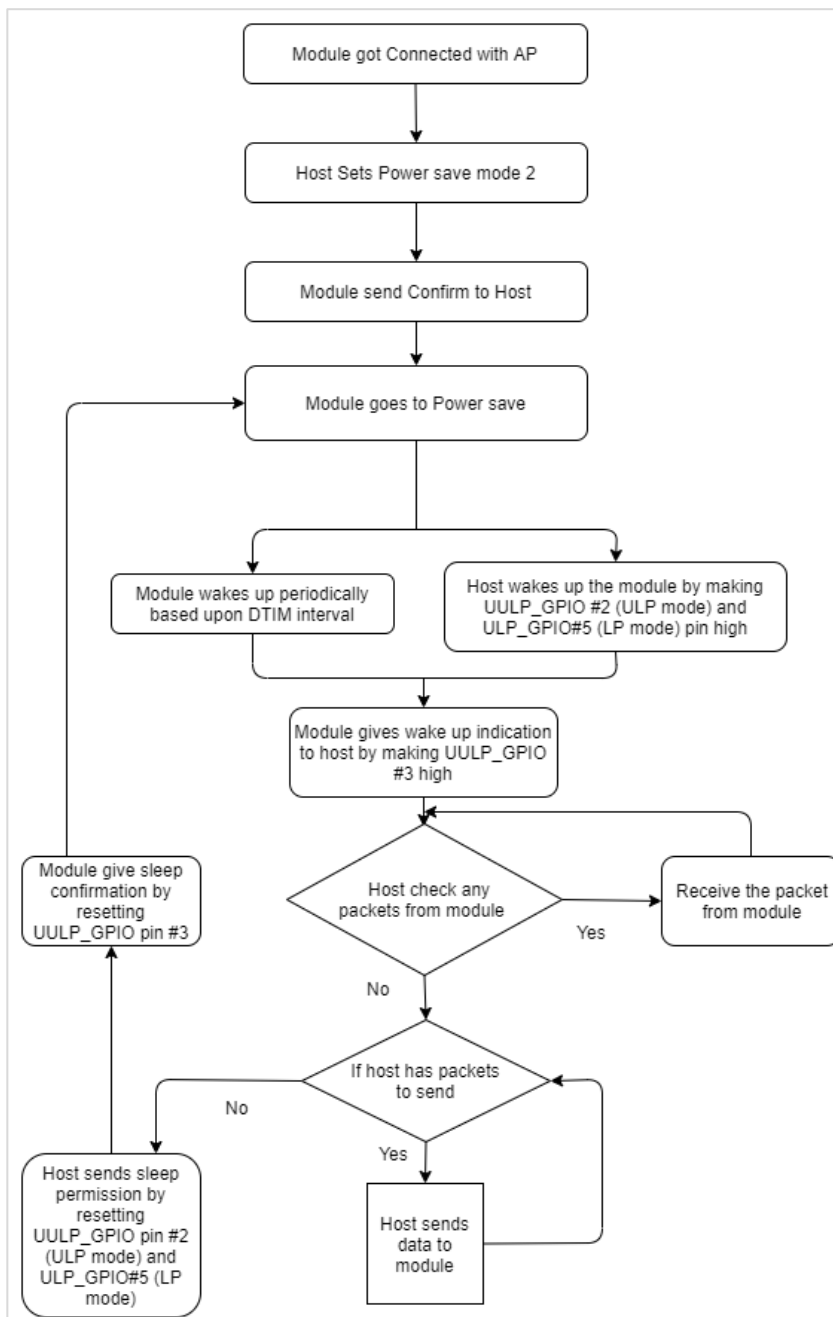 Module got Connected with AP
Host Sets Power save mode 2
Module send Confirm to Host
Module goes to Power save
Module wakes up periodically
based upon DTIM interval
Host wakes up the module by making
UULP_GPIO #2 (ULP mode) and
ULP_GPIO#5 (LP mode) pin high
Module gives wake up indication
to host by making UULP_GPIO
#3 high
Host check any
packets from module
Yes
Receive the packet
from module
Module give sleep
confirmation by
resetting
UULP_GPIO pin #3
No
If host has packets
to send
No
Yes
Host sends
data to
module
Host sends sleep
permission by
resetting
UULP_GPIO pin #2
(ULP mode) and
ULP_GPIO#5 (LP
mode)